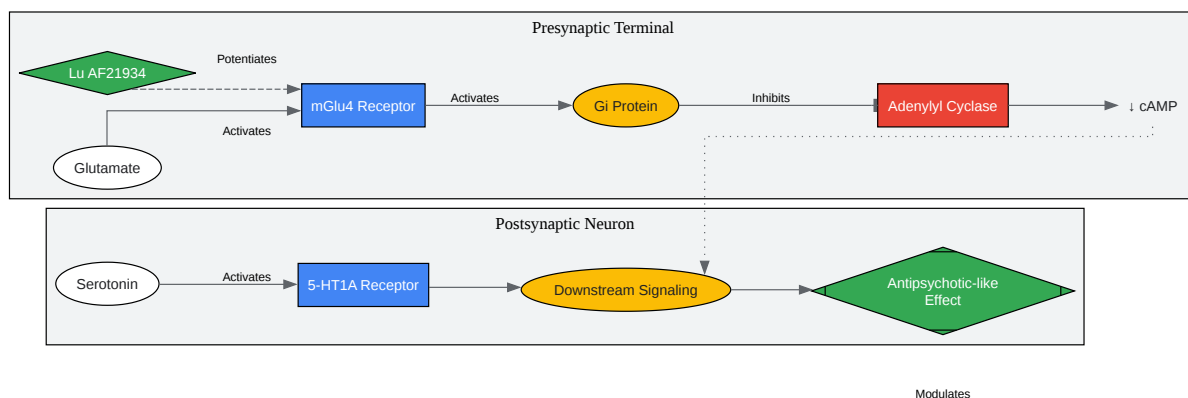 Presynaptic Terminal
Lu AF21934
Potentiates
mGlu4 Receptor
Activates
Gi Protein
Inhibits
Adenylyl Cyclase
↓ cAMP
Activates
Glutamate
Postsynaptic Neuron
Serotonin
Activates
5-HT1A Receptor
Downstream Signaling
Antipsychotic-like
Effect
Modulates